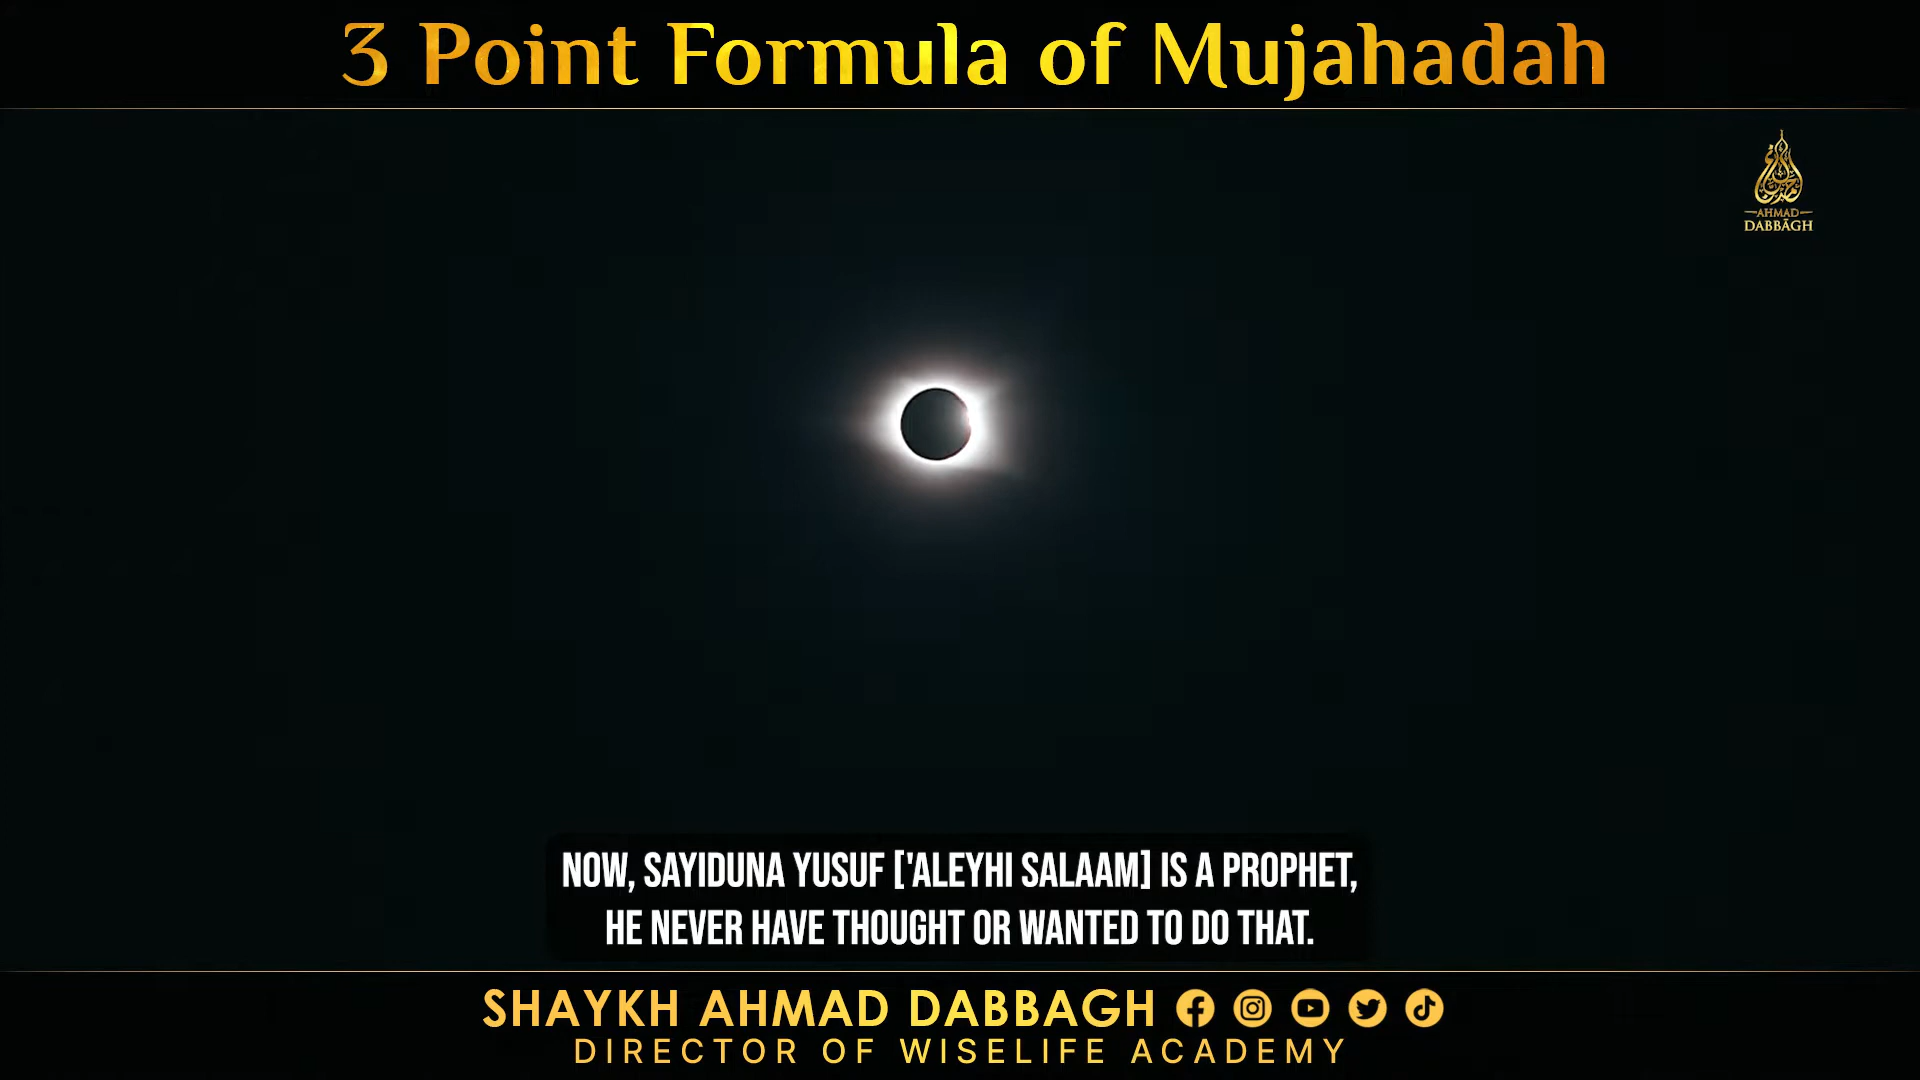 3 Point Formula of Mujahadah
AHMAD
DABBĀGH
NOW, SAYIDUNA YUSUF ['ALEYHI SALAAM] IS A PROPHET,
HE NEVER HAVE THOUGHT OR WANTED TO DO THAT.
SHAYKH AHMAD DABBAGH
DIRECTOR OF WISELIFE ACADEMY